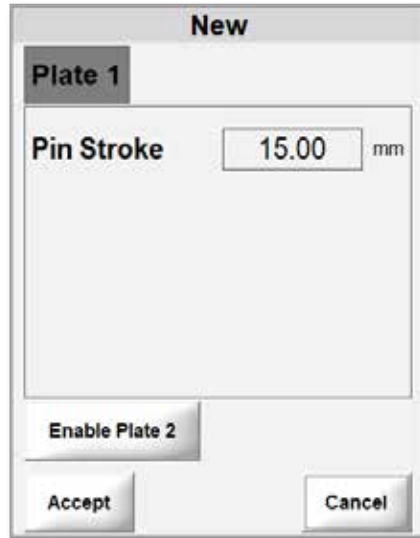 New
Plate 1
Pin Stroke 15.00 mm
Enable Plate 2
Accept Cancel